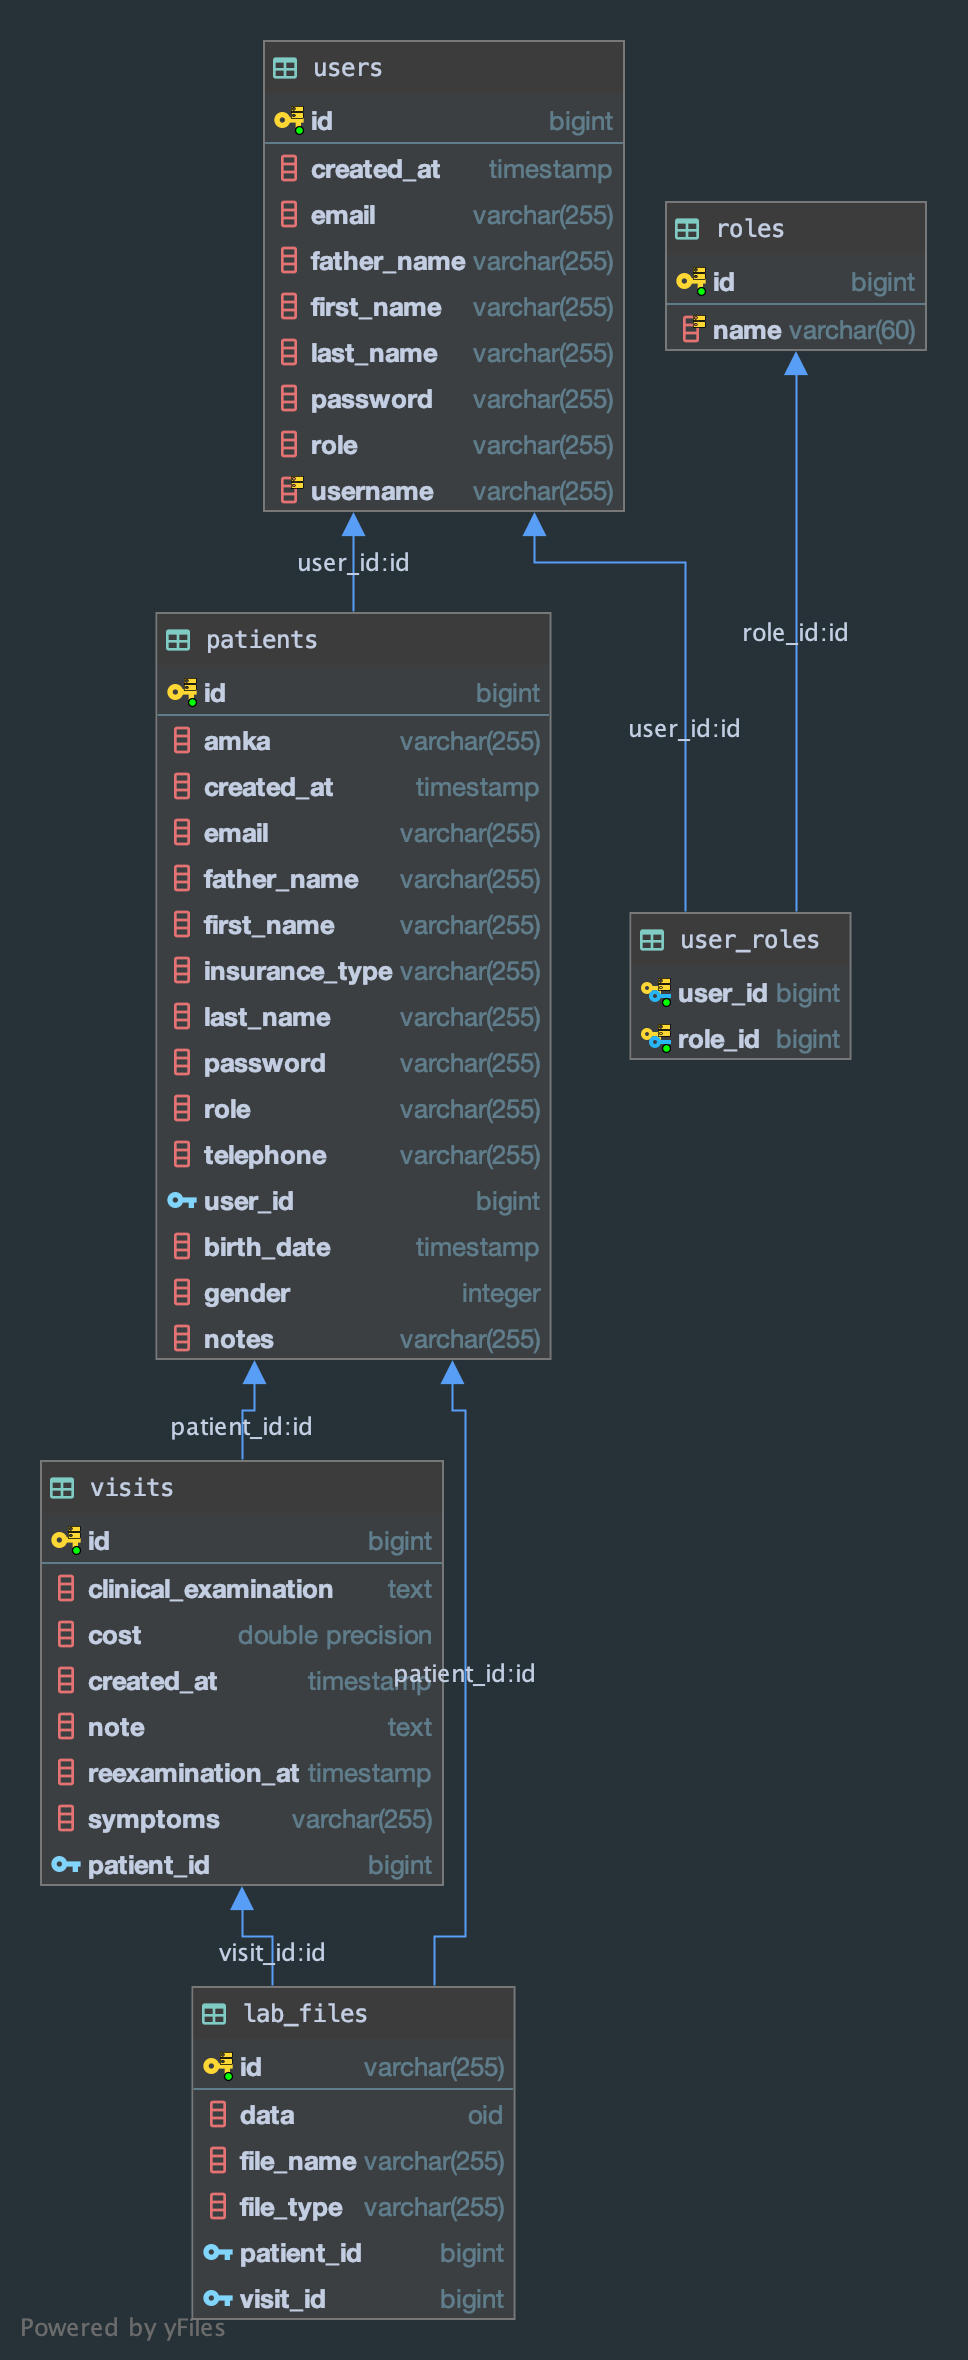 users
id bigint
created_at timestamp
email varchar(255)
father_name varchar(255)
first_name varchar(255)
last_name varchar(255)
password varchar(255)
role varchar(255)
username varchar(255)
roles
id bigint
name varchar(60)
user_id:id
role_id:id
user_id:id
patients
id bigint
amka varchar(255)
created_at timestamp
email varchar(255)
father_name varchar(255)
first_name varchar(255)
insurance_type varchar(255)
last_name varchar(255)
password varchar(255)
role varchar(255)
telephone varchar(255)
user_id bigint
birth_date timestamp
gender integer
notes varchar(255)
user_roles
user_id bigint
role_id bigint
patient_id:id
visits
id bigint
clinical_examination text
cost double precision
created_at timestamp
note text
reexamination_at timestamp
symptoms varchar(255)
patient_id bigint
patient_id:id
visit_id:id
lab_files
id varchar(255)
data oid
file_name varchar(255)
file_type varchar(255)
patient_id bigint
visit_id bigint
Powered by yFiles